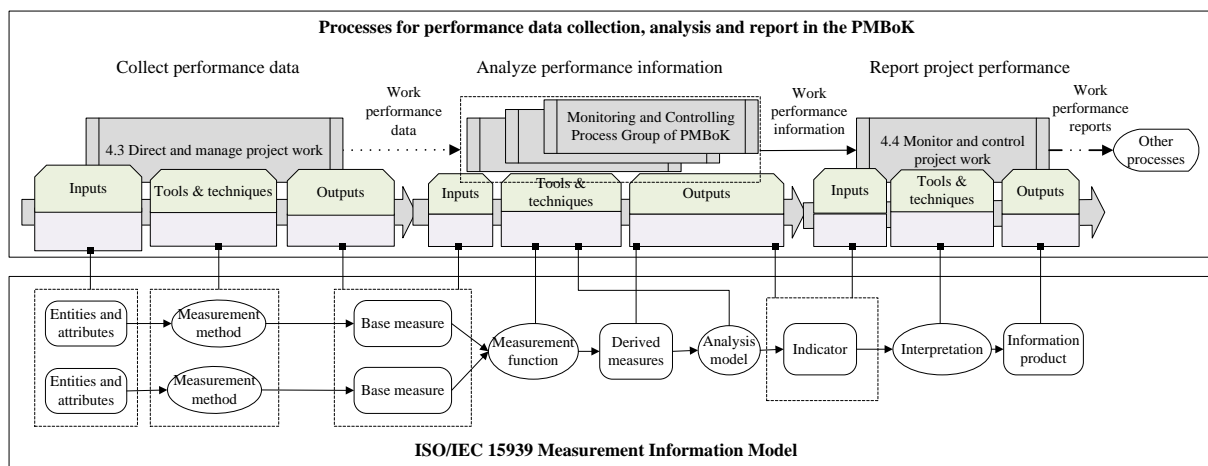 Processes for performance data collection, analysis and report in the PMBoK
Collect performance data
Analyze performance information
Report project performance
Work
performance
data
Work
performance
information
Work
performance
reports
4.3 Direct and manage project work
Monitoring and Controlling
Process Group of PMBoK
4.4 Monitor and control
project work
Other
processes
Inputs
Tools & techniques
Outputs
Inputs
Tools &
techniques
Outputs
Inputs
Tools &
techniques
Output
Entities and
attributes
Measurement
method
Base measure
Entities and
attributes
Measurement
method
Base measure
Measurement
function
Derived
measures
Analysis
model
Indicator
Interpretation
Information
product
ISO/IEC 15939 Measurement Information Model